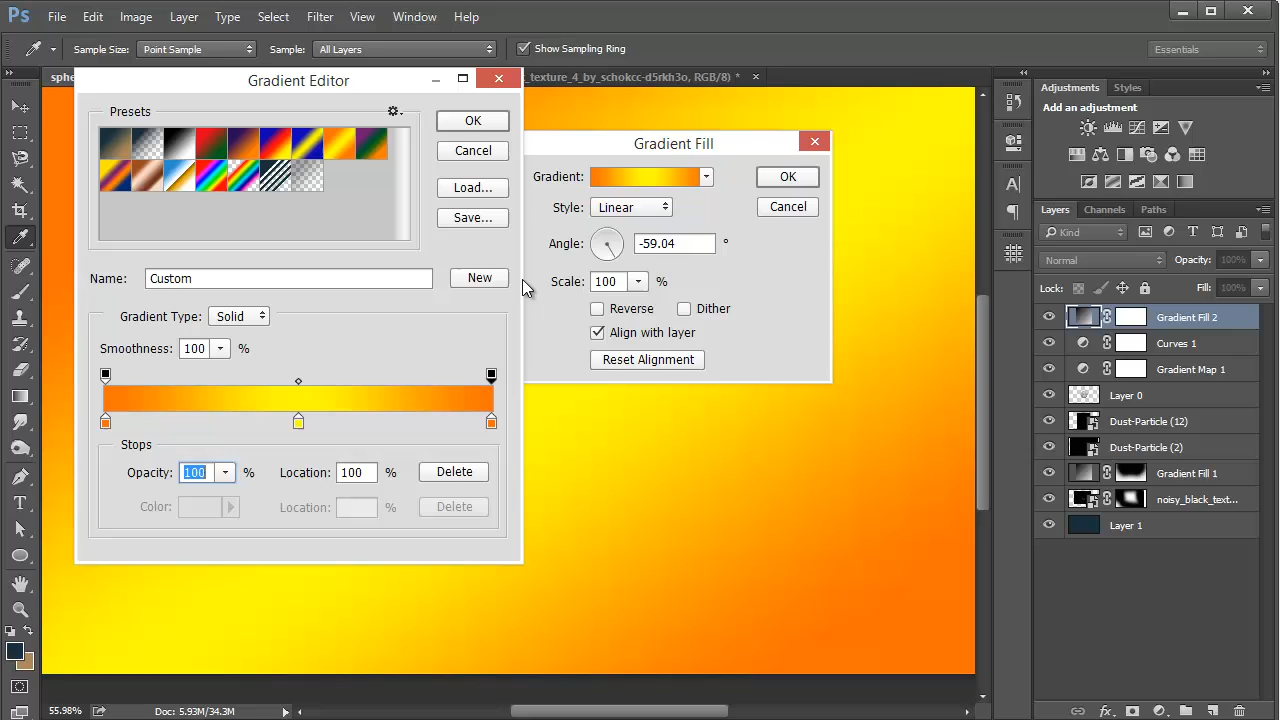 Ps File Edit Image Layer Type Select Filter View Window Help
Sample Size: Point Sample Sample: All Layers Show Sampling Ring Essentials
sphe
_texture_4_by_schokcc-d5rkh3o, RGB/8) * ×
Gradient Editor
Presets
OK
Cancel
Load...
Save...
Name: Custom New
Gradient Type: Solid
Smoothness: 100 %
Stops
Opacity: 100 % Location: 100 % Delete
Color: Location: % Delete
Gradient Fill
Gradient: OK
Style: Linear Cancel
Angle: -59.04 °
Scale: 100 %
Reverse Dither
Align with layer
Reset Alignment
Adjustments Styles
Add an adjustment
Layers Channels Paths
Kind
Normal Opacity: 100%
Lock: Fill: 100%
Gradient Fill 2
Curves 1
Gradient Map 1
Layer 0
Dust-Particle (12)
Dust-Particle (2)
Gradient Fill 1
noisy_black_text...
Layer 1
55.98% Doc: 5.93M/34.3M